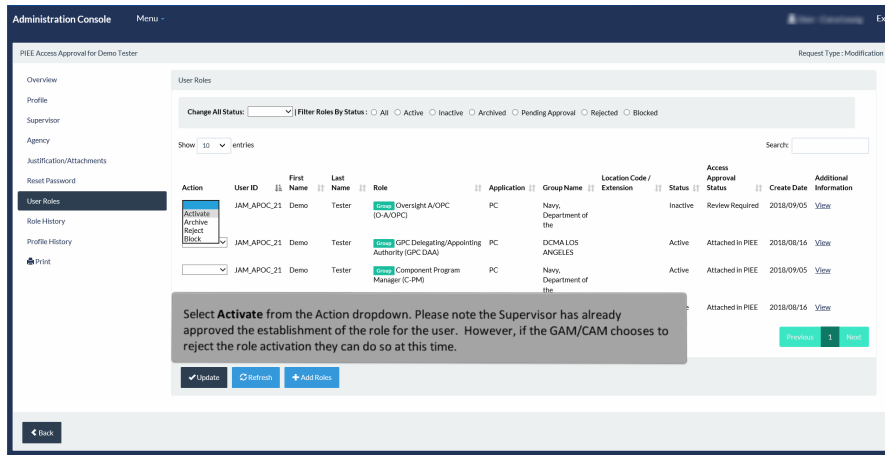 Administration Console Menu
Ex
PIEE Access Approval for Demo Tester
Request Type : Modification
Overview
Profile
Supervisor
Agency
Justification/Attachments
Reset Password
User Roles
Role History
Profile History
Print
User Roles
Change All Status: | Filter Roles By Status : All Active Inactive Archived Pending Approval Rejected Blocked
Show 10 entries
Search:
Action User ID First Name Last Name Role Application Group Name Location Code / Extension Status Access Approval Status Create Date Additional Information
JAM_APOC_21 Demo Tester Group Oversight A/OPC (O-A/OPC) PC Navy, Department of the Inactive Review Required 2018/09/05 View
Activate
Archive
Reject
Block
JAM_APOC_21 Demo Tester Group GPC Delegating/Appointing Authority (GPC DAA) PC DCMA LOS ANGELES Active Attached in PIEE 2018/08/16 View
JAM_APOC_21 Demo Tester Group Component Program Manager (C-PM) PC Navy, Department of the Active Attached in PIEE 2018/09/05 View
Attached in PIEE 2018/08/16 View
Select Activate from the Action dropdown. Please note the Supervisor has already
approved the establishment of the role for the user. However, if the GAM/CAM chooses to
reject the role activation they can do so at this time.
Previous 1 Next
Update Refresh Add Roles
Back